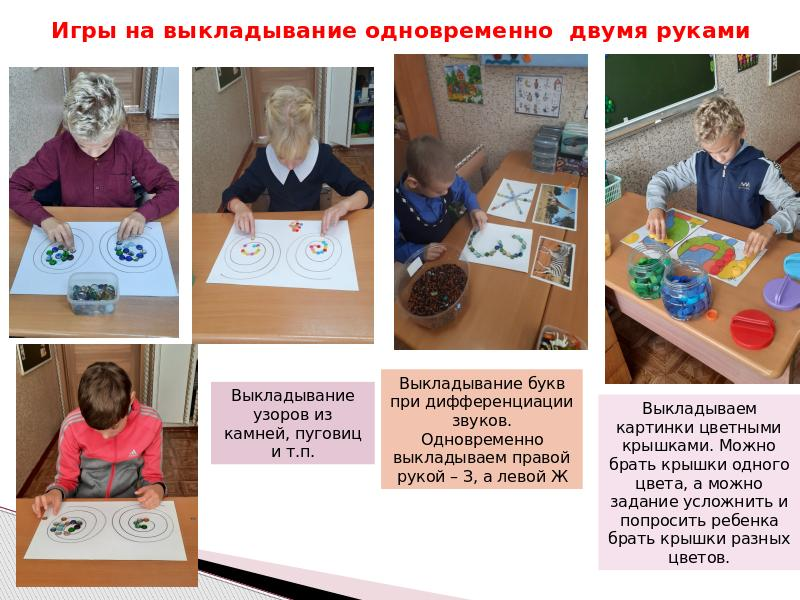 Игры на выкладывание одновременно двумя руками
Выкладывание
узоров из
камней, пуговиц
и т.п.
Выкладывание букв
при дифференциации
звуков.
Одновременно
выкладываем правой
рукой – З, а левой Ж
Выкладываем
картинки цветными
крышками. Можно
брать крышки одного
цвета, а можно
задание усложнить и
попросить ребенка
брать крышки разных
цветов.